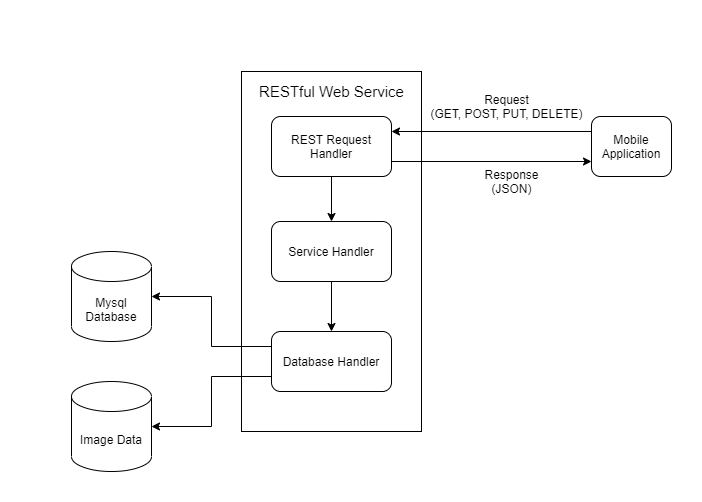 RESTful Web Service
Request
(GET, POST, PUT, DELETE)
REST Request
Handler
Mobile
Application
Response
(JSON)
Service Handler
Mysql
Database
Database Handler
Image Data